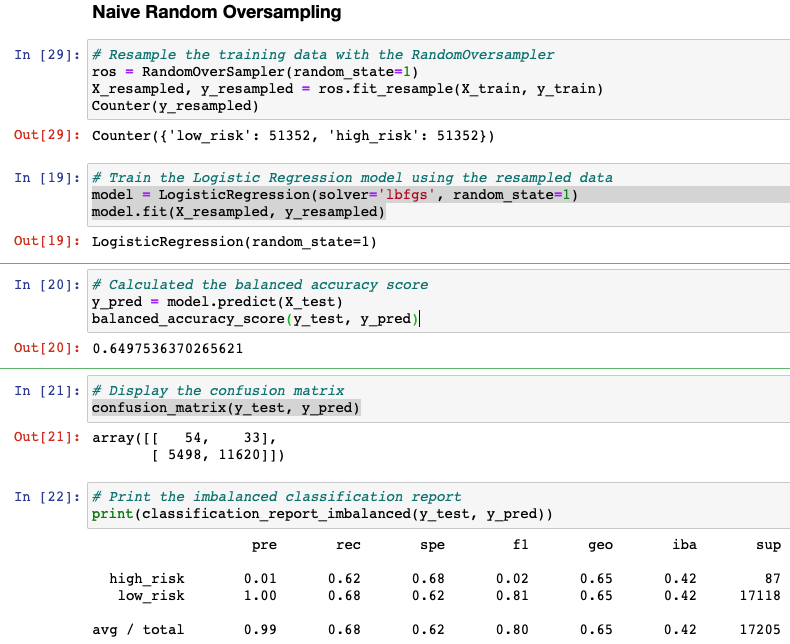 Naive Random Oversampling
In [29]: # Resample the training data with the RandomOversampler
ros = RandomOverSampler(random_state=1)
X_resampled, y_resampled = ros.fit_resample(X_train, y_train)
Counter(y_resampled)
Out[29]: Counter({'low_risk': 51352, 'high_risk': 51352})
In [19]: # Train the Logistic Regression model using the resampled data
model = LogisticRegression(solver='lbfgs', random_state=1)
model.fit(X_resampled, y_resampled)
Out[19]: LogisticRegression(random_state=1)
In [20]: # Calculated the balanced accuracy score
y_pred = model.predict(X_test)
balanced_accuracy_score(y_test, y_pred)
Out[20]: 0.6497536370265621
In [21]: # Display the confusion matrix
confusion_matrix(y_test, y_pred)
Out[21]: array([[   54,    33],
       [ 5498, 11620]])
In [22]: # Print the imbalanced classification report
print(classification_report_imbalanced(y_test, y_pred))
pre rec spe f1 geo iba sup
high_risk 0.01 0.62 0.68 0.02 0.65 0.42 87
low_risk 1.00 0.68 0.62 0.81 0.65 0.42 17118
avg / total 0.99 0.68 0.62 0.80 0.65 0.42 17205